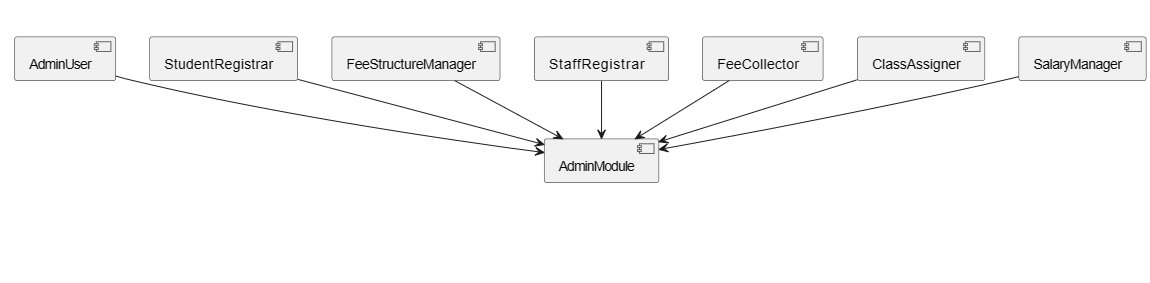 AdminUser
StudentRegistrar
FeeStructureManager
StaffRegistrar
FeeCollector
ClassAssigner
SalaryManager
AdminModule